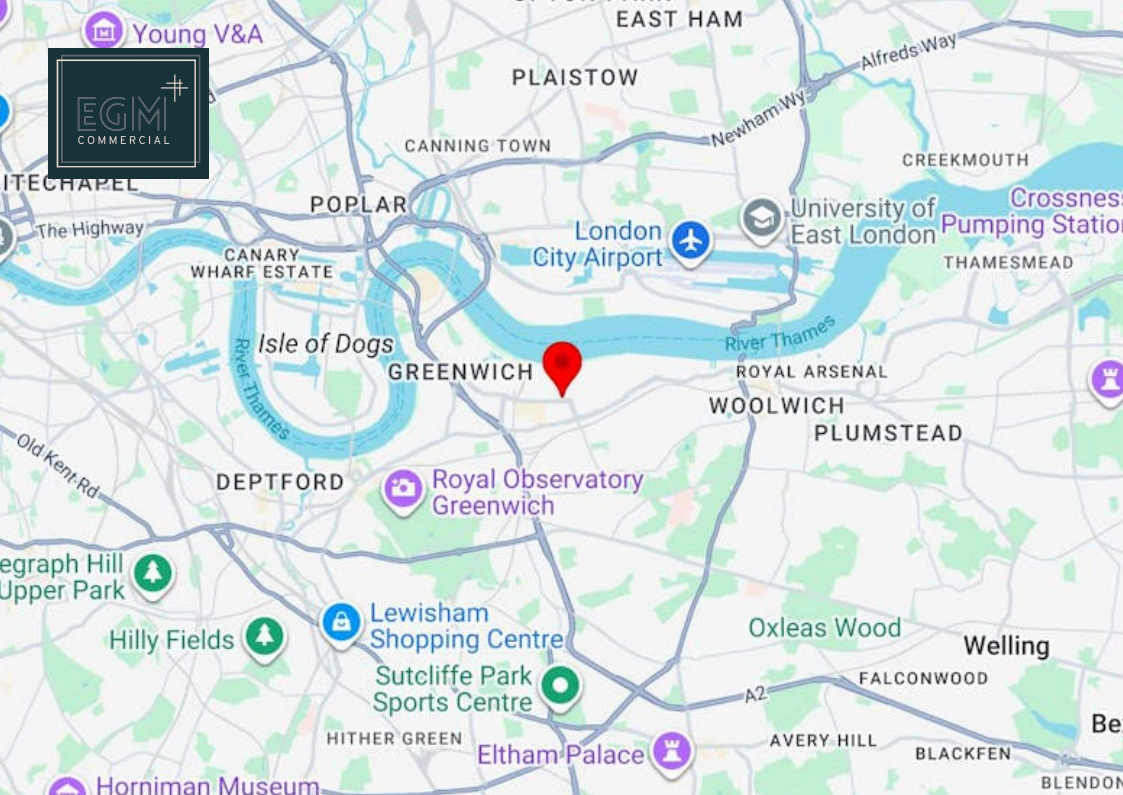 EAST HAM
Young V&A
Alfreds Way
PLAISTOW
EGM
COMMERCIAL
Newham Wy
CANNING TOWN
CREEKMOUTH
ITECHAPEL
POPLAR
Crossness
Pumping Station
University of
East London
The Highway
London
City Airport
CANARY
WHARF ESTATE
THAMESMEAD
River Thames
Isle of Dogs
River Thames
GREENWICH
ROYAL ARSENAL
WOOLWICH
PLUMSTEAD
Old Kent Rd
DEPTFORD
Royal Observatory
Greenwich
egraph Hill
Upper Park
Lewisham
Shopping Centre
Hilly Fields
Oxleas Wood
Welling
Sutcliffe Park
Sports Centre
FALCONWOOD
A2
Be
HITHER GREEN
Eltham Palace
AVERY HILL
BLACKFEN
BLENDON
Horniman Museum